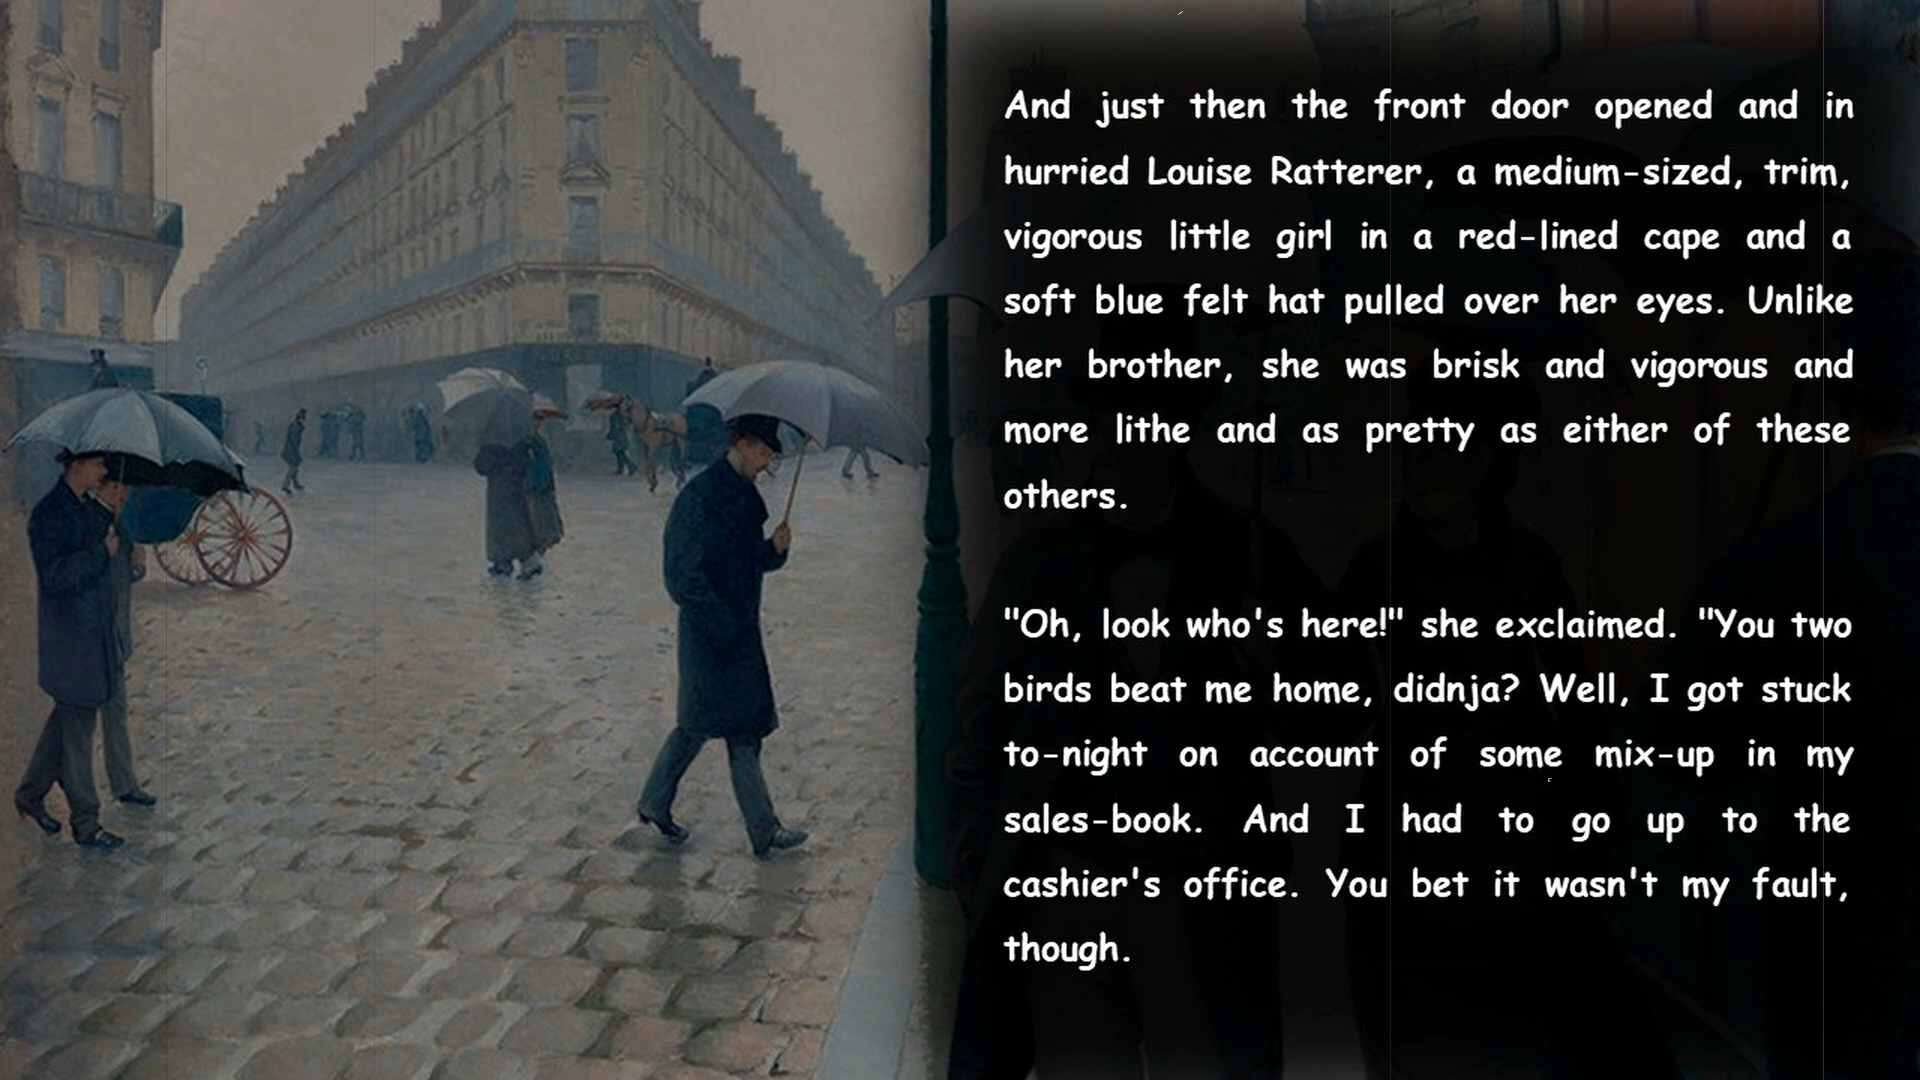 And just then the front door opened and in
hurried Louise Ratterer, a medium-sized, trim,
vigorous little girl in a red-lined cape and a
soft blue felt hat pulled over her eyes. Unlike
her brother, she was brisk and vigorous and
more lithe and as pretty as either of these
others.
"Oh, look who's here!" she exclaimed. "You two
birds beat me home, didnja? Well, I got stuck
to-night on account of some mix-up in my
sales-book. And I had to go up to the
cashier's office. You bet it wasn't my fault,
though.